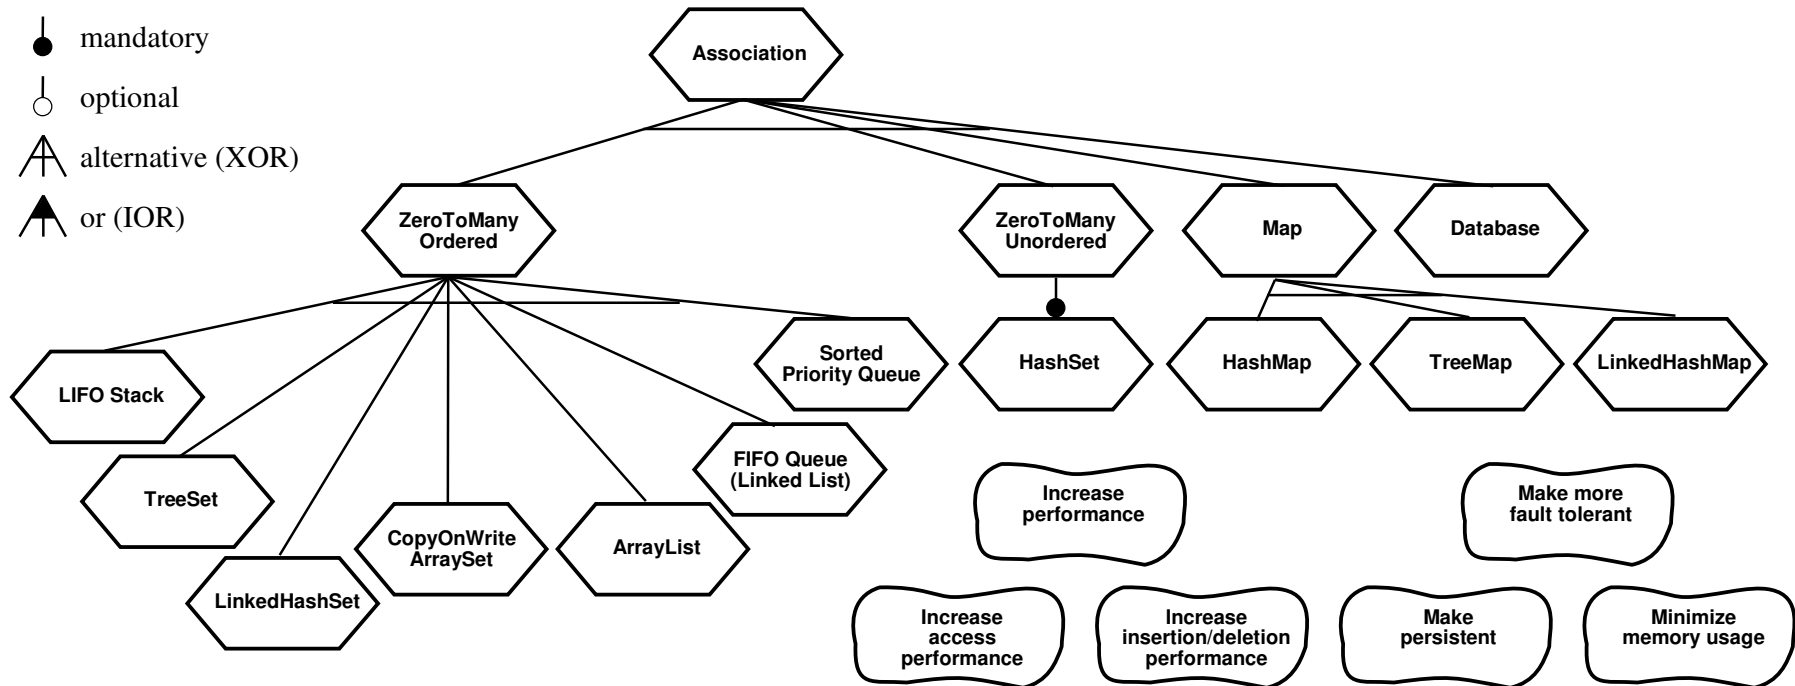 mandatory
optional
alternative (XOR)
or (IOR)
Association
ZeroToMany
Ordered
ZeroToMany
Unordered
Map
Database
LIFO Stack
TreeSet
LinkedHashSet
CopyOnWrite
ArraySet
ArrayList
FIFO Queue
(Linked List)
Sorted
Priority Queue
HashSet
HashMap
TreeMap
LinkedHashMap
Increase
performance
Make more
fault tolerant
Increase
access
performance
Increase
insertion/deletion
performance
Make
persistent
Minimize
memory usage